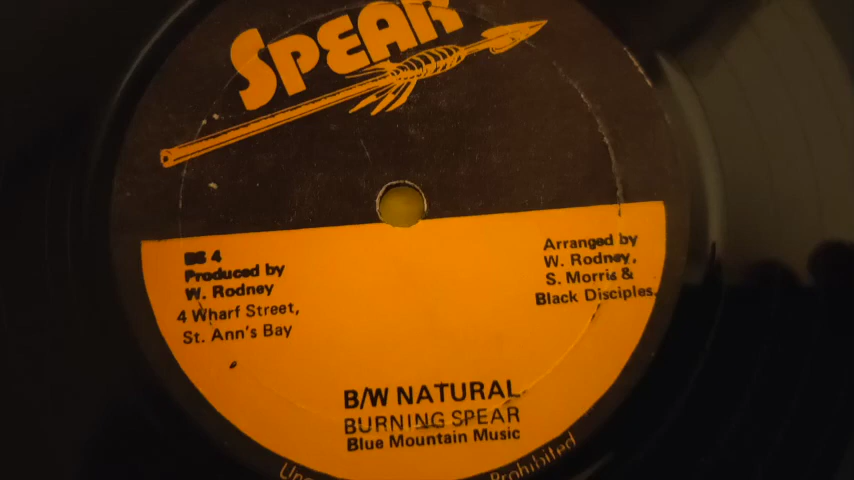 SPEAR
BS 4
Produced by
W. Rodney
4 Wharf Street,
St. Ann's Bay
Arranged by
W. Rodney,
S. Morris &
Black Disciples.
B/W NATURAL
BURNING SPEAR
Blue Mountain Music
Prohibited